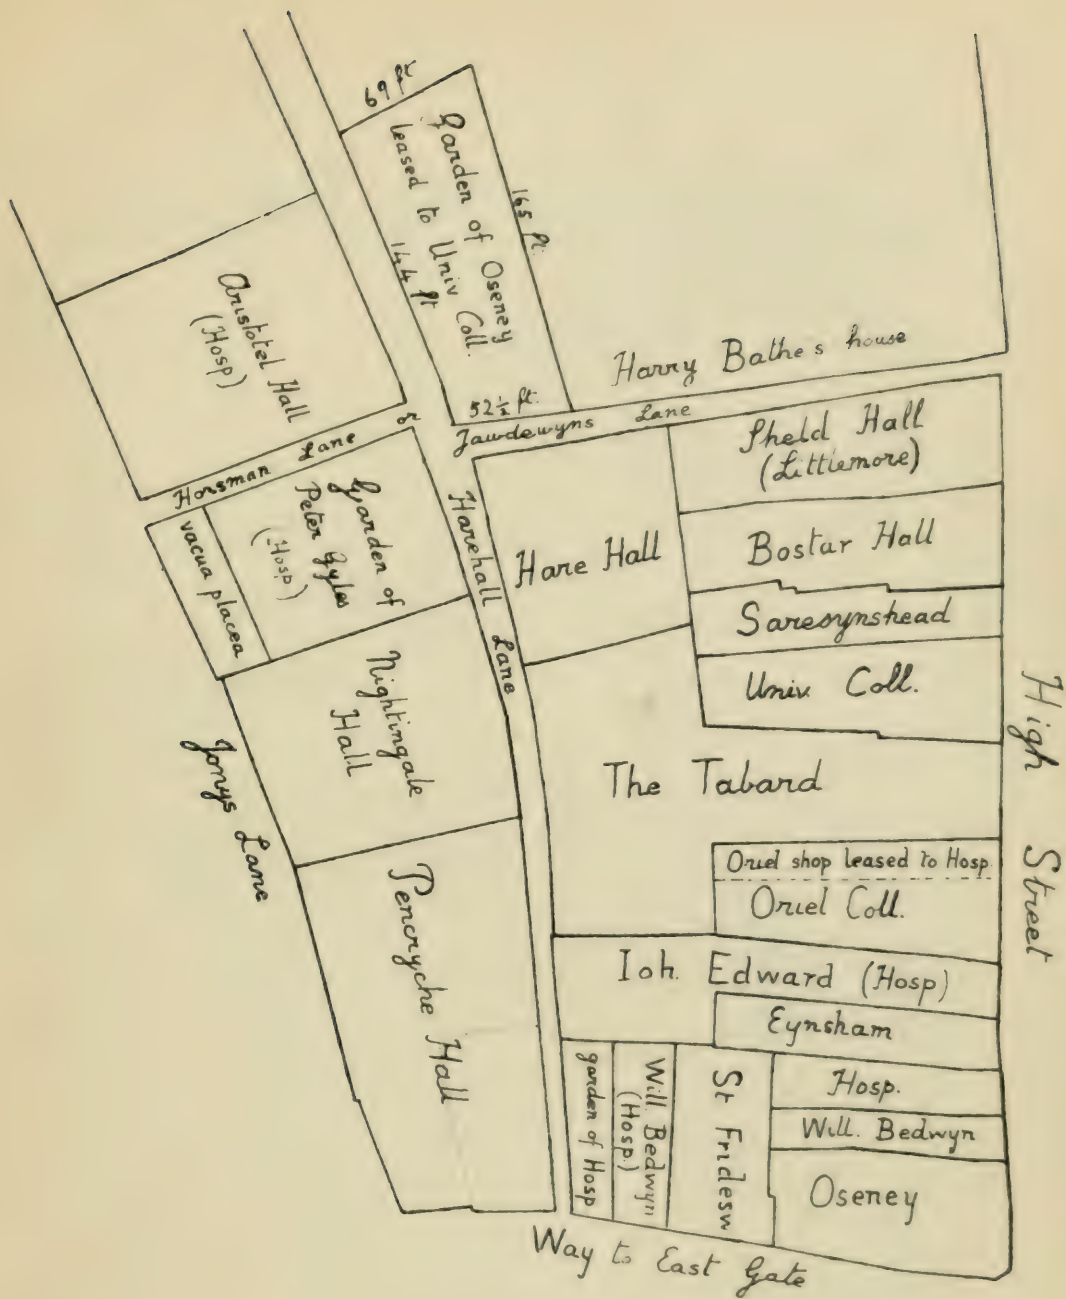 69 ft
165 ft.
Garden of Oseney
leased to Univ Coll.
144 ft
52½ ft.
Aristotel Hall
(Hosp)
Harry Bathes house
Jawdewyns Lane
Horsman Lane
Sheld Hall
(Littlemore)
Garden of
Peter Gyles
(Hosp)
vacua placea
Harehall Lane
Hare Hall
Bostar Hall
Saresynshead
Univ. Coll.
High Street
Nightingale
Hall
Jonys Lane
The Tabard
Oriel shop leased to Hosp.
Oriel Coll.
Pencryche Hall
Ioh. Edward (Hosp)
Eynsham
garden of Hosp
Will. Bedwyn
(Hosp.)
St Fridesw
Hosp.
Will. Bedwyn
Oseney
Way to East Gate